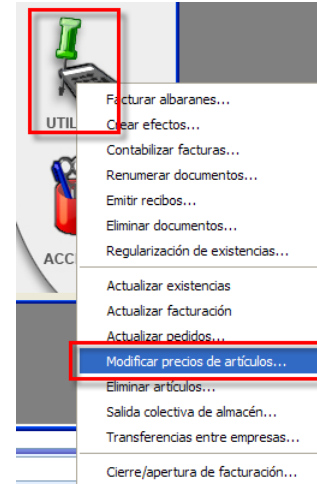 UTIL
Facturar albaranes...
Crear efectos...
Contabilizar facturas...
Renumerar documentos...
Emitir recibos...
Eliminar documentos...
Regularización de existencias...
ACC
Actualizar existencias
Actualizar facturación
Actualizar pedidos...
Modificar precios de artículos...
Eliminar artículos...
Salida colectiva de almacén...
Transferencias entre empresas...
Cierre/apertura de facturación...